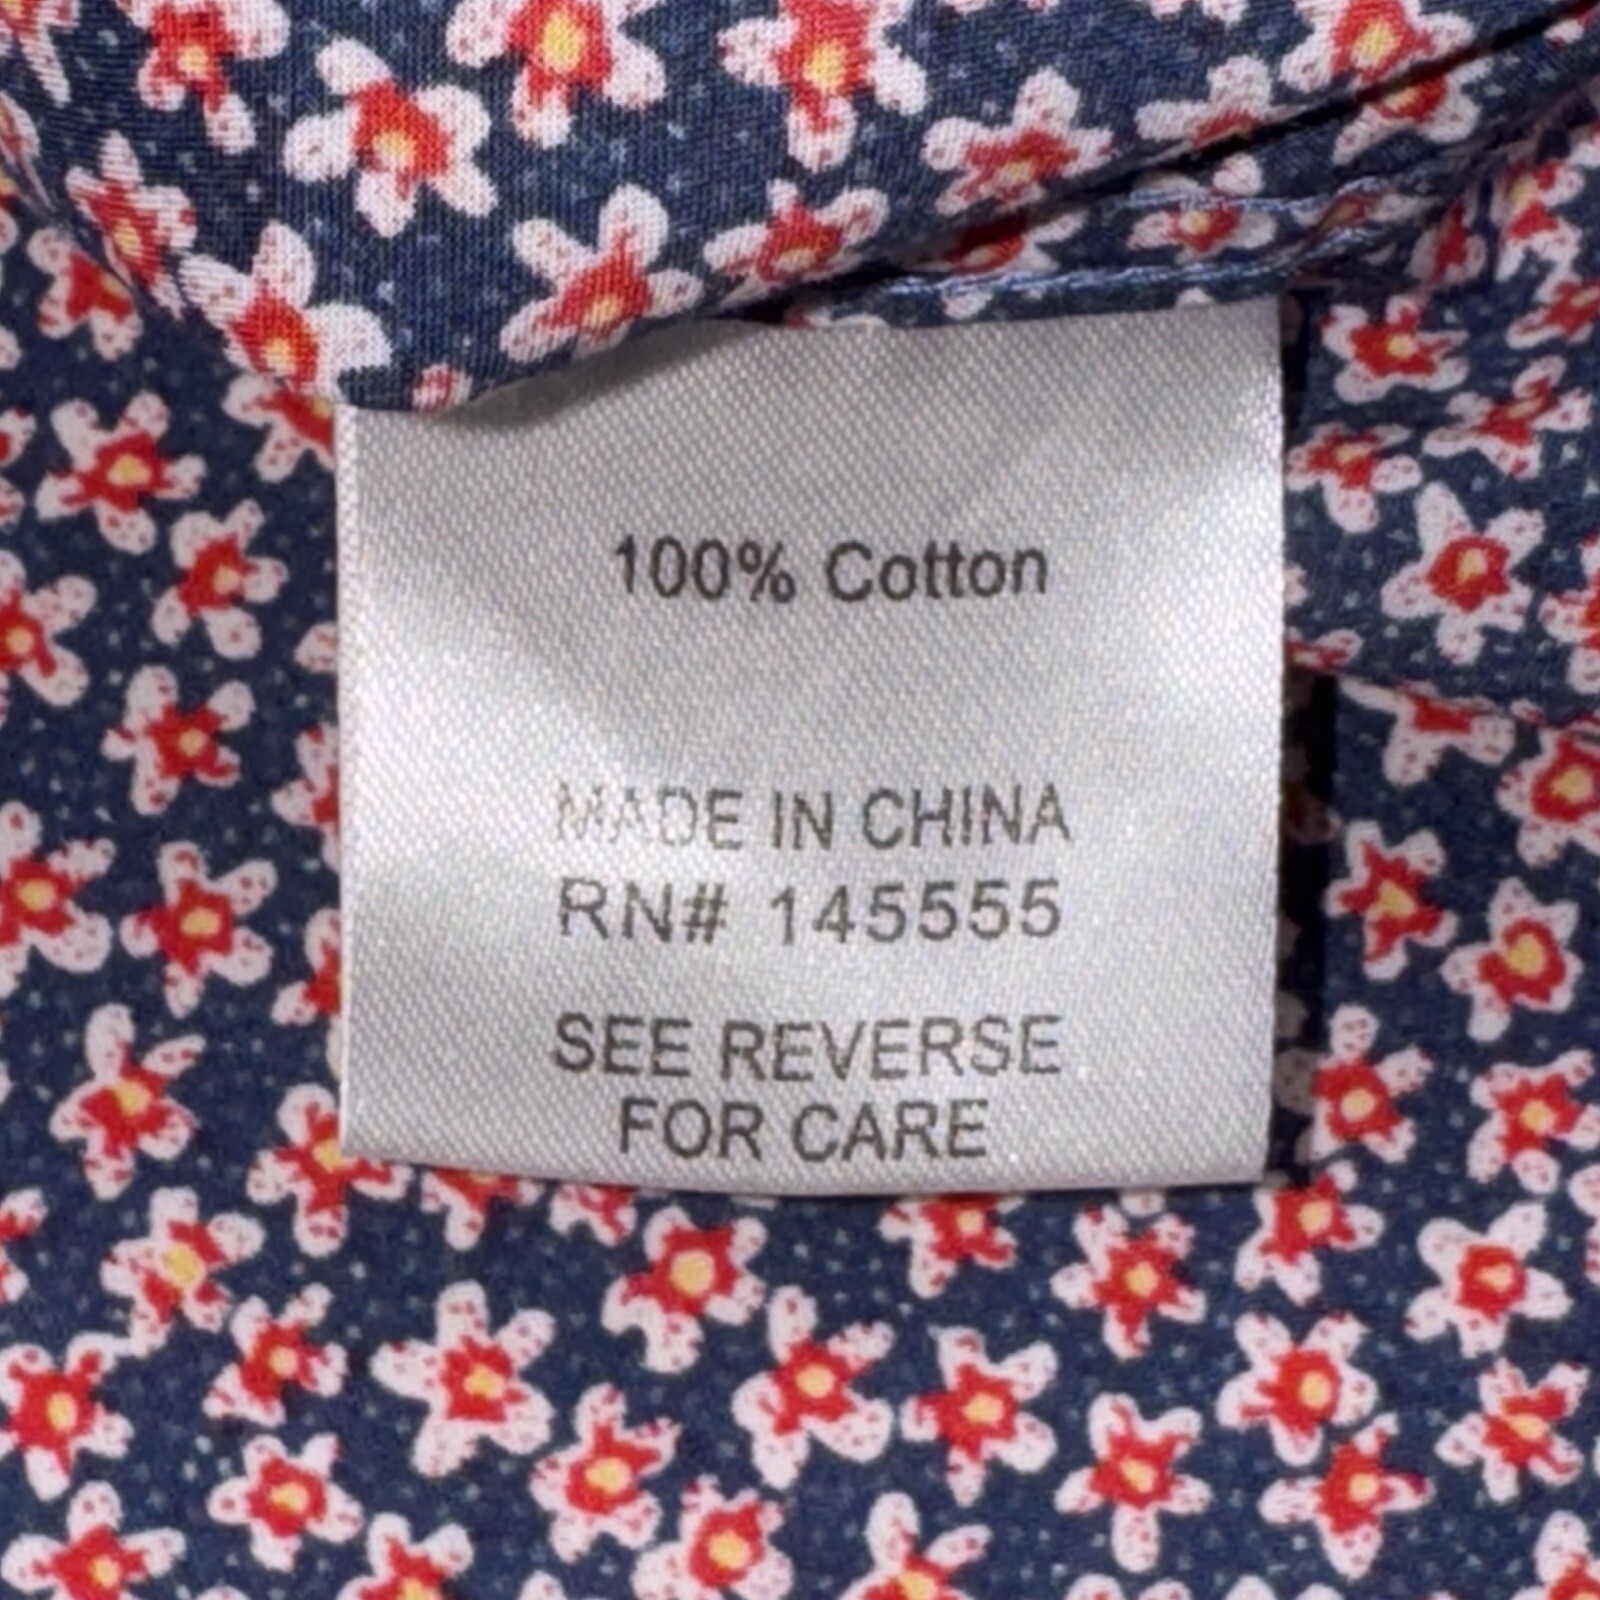 100% Cotton
MADE IN CHINA
RN# 145555
SEE REVERSE
FOR CARE